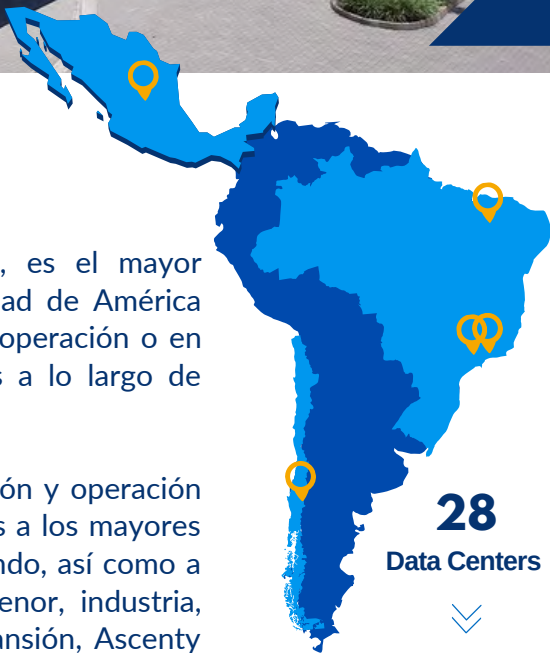 , es el mayor
ad de América
operación o en
s a lo largo de
ón y operación
s a los mayores
ndo, así como a
enor, industria,
ansión, Ascenty
28
Data Centers